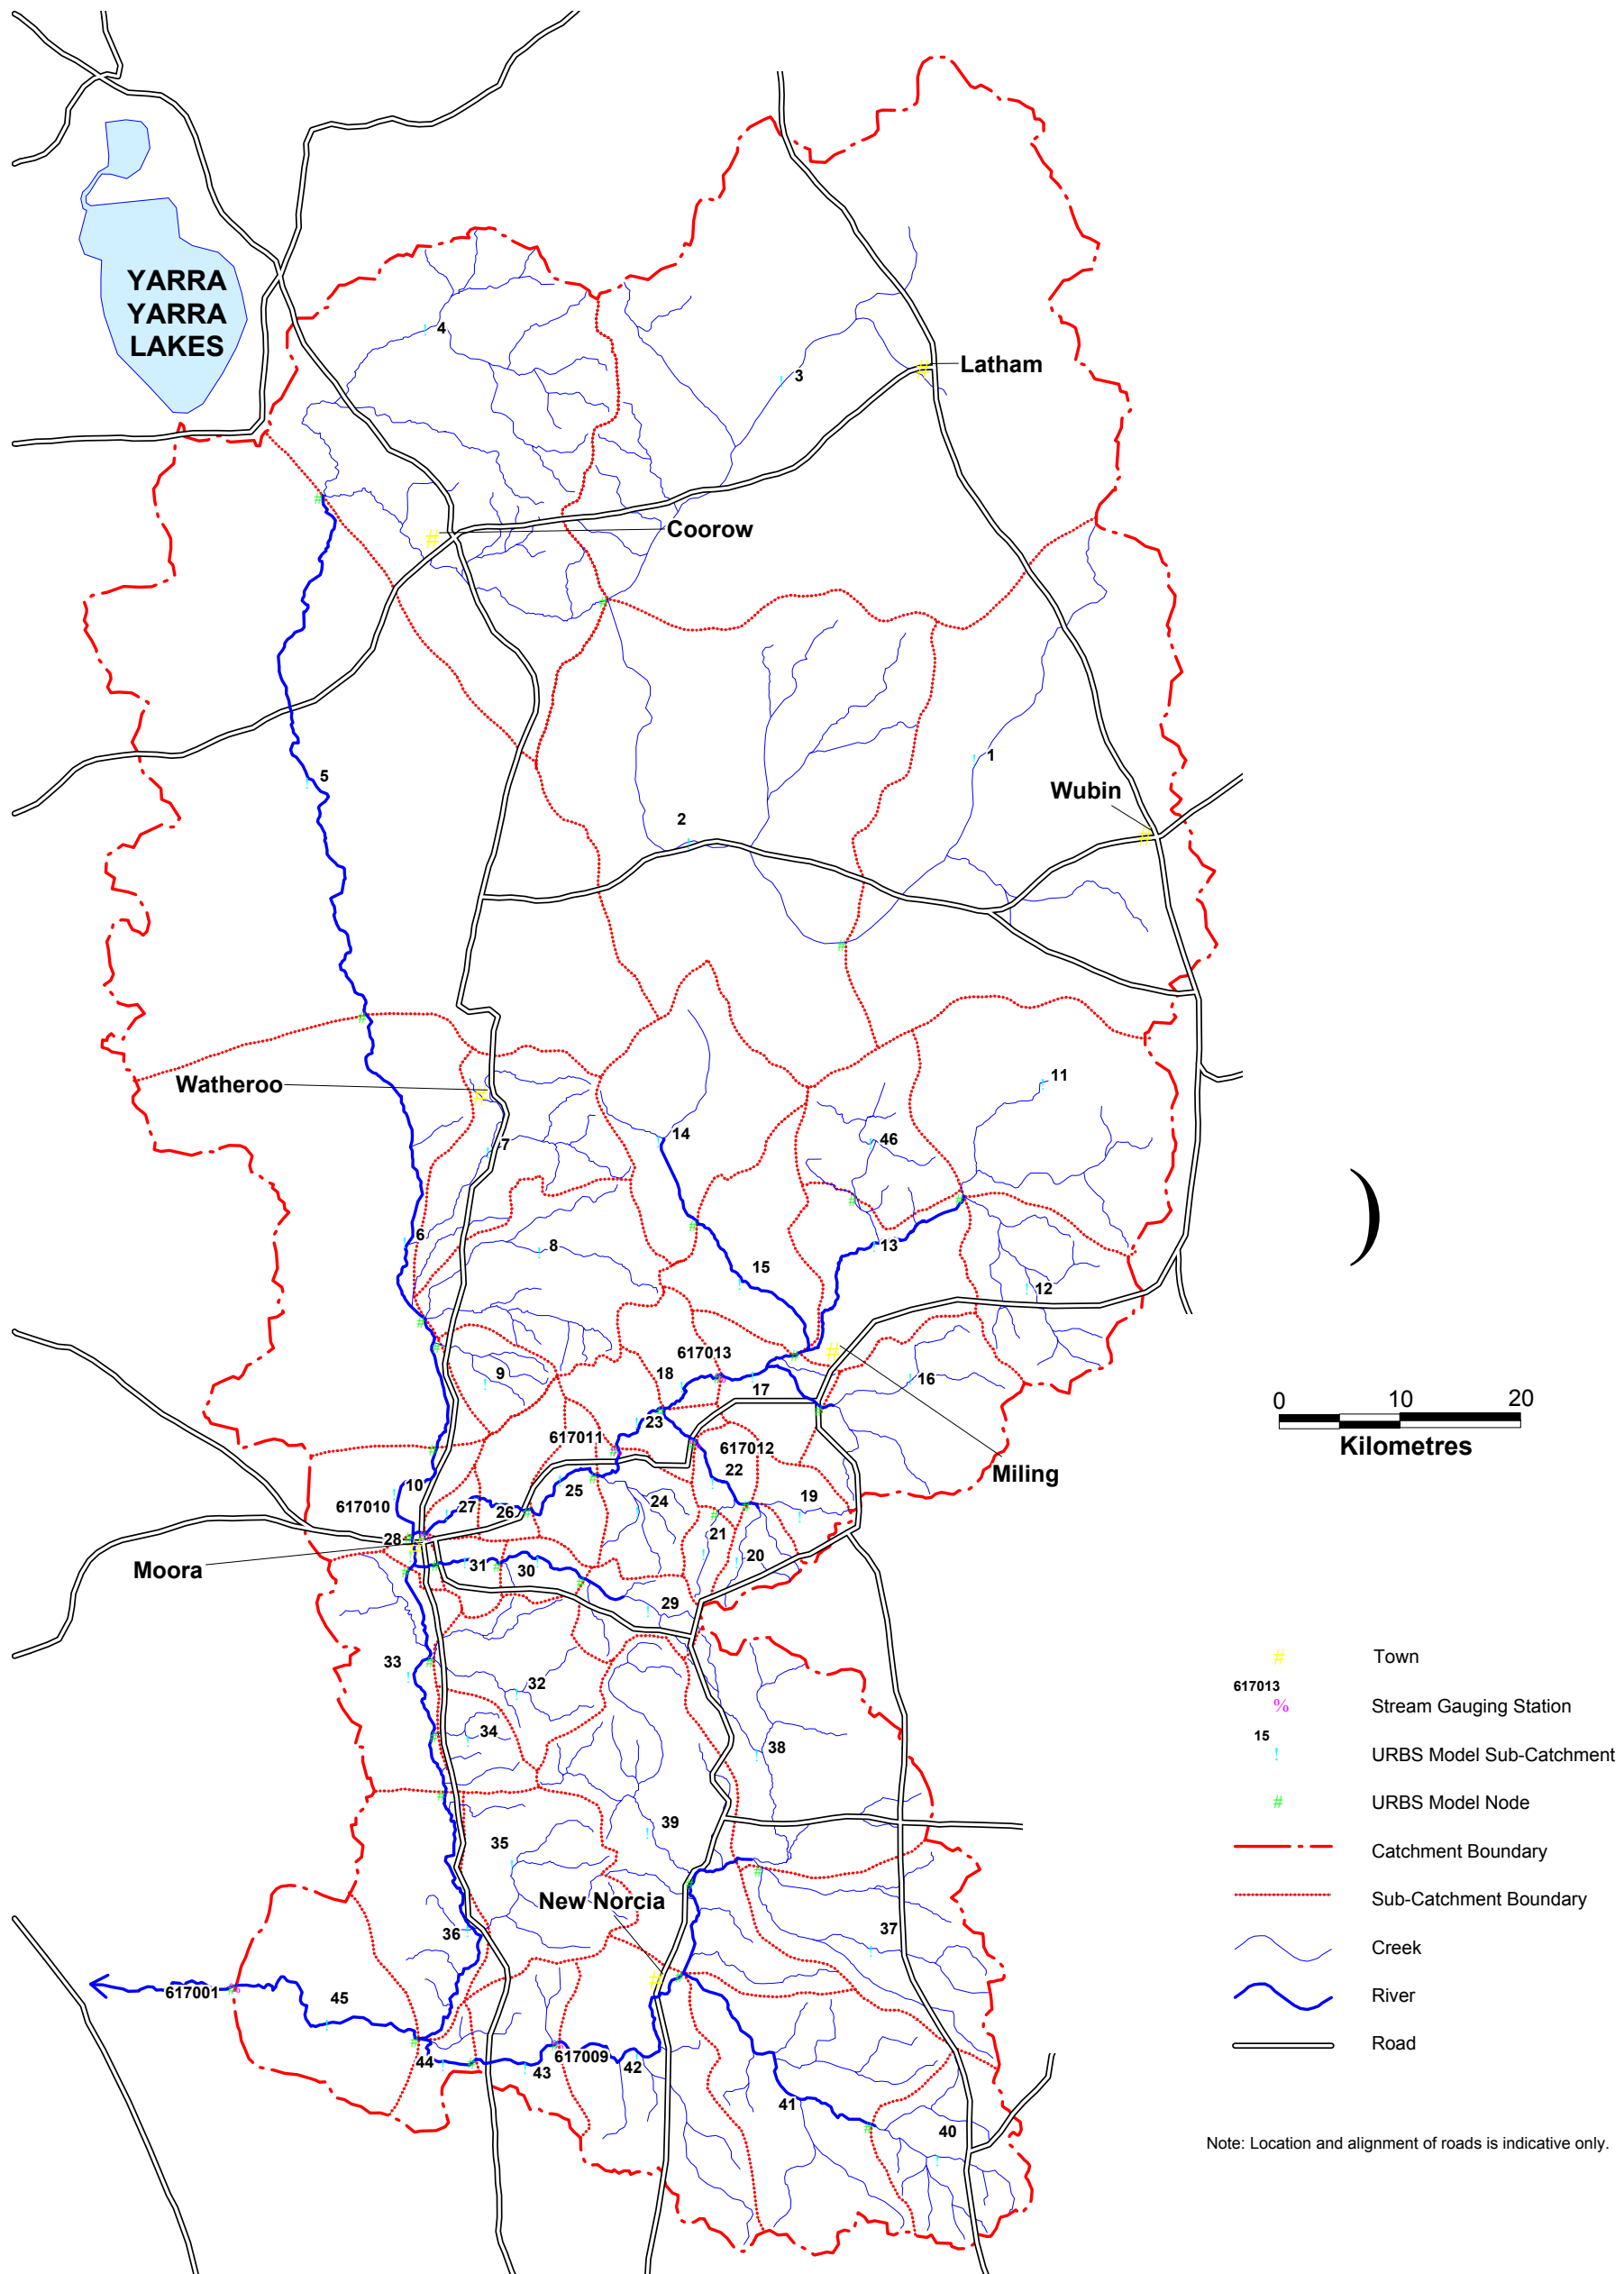 YARRA
YARRA
LAKES
4
3
Latham
Coorow
1
5
Wubin
2
Watheroo
11
7
14
46
6
8
13
15
12
617013
9
18
16
17
23
617011
617012
Miling
22
10
25
617010
27
24
19
26
28
21
20
31
30
Moora
29
33
32
34
38
39
35
New Norcia
36
37
617001
45
617009
44
43
42
41
40
0 10 20
Kilometres
# Town
617013
% Stream Gauging Station
15
! URBS Model Sub-Catchment
# URBS Model Node
Catchment Boundary
Sub-Catchment Boundary
Creek
River
Road
Note: Location and alignment of roads is indicative only.